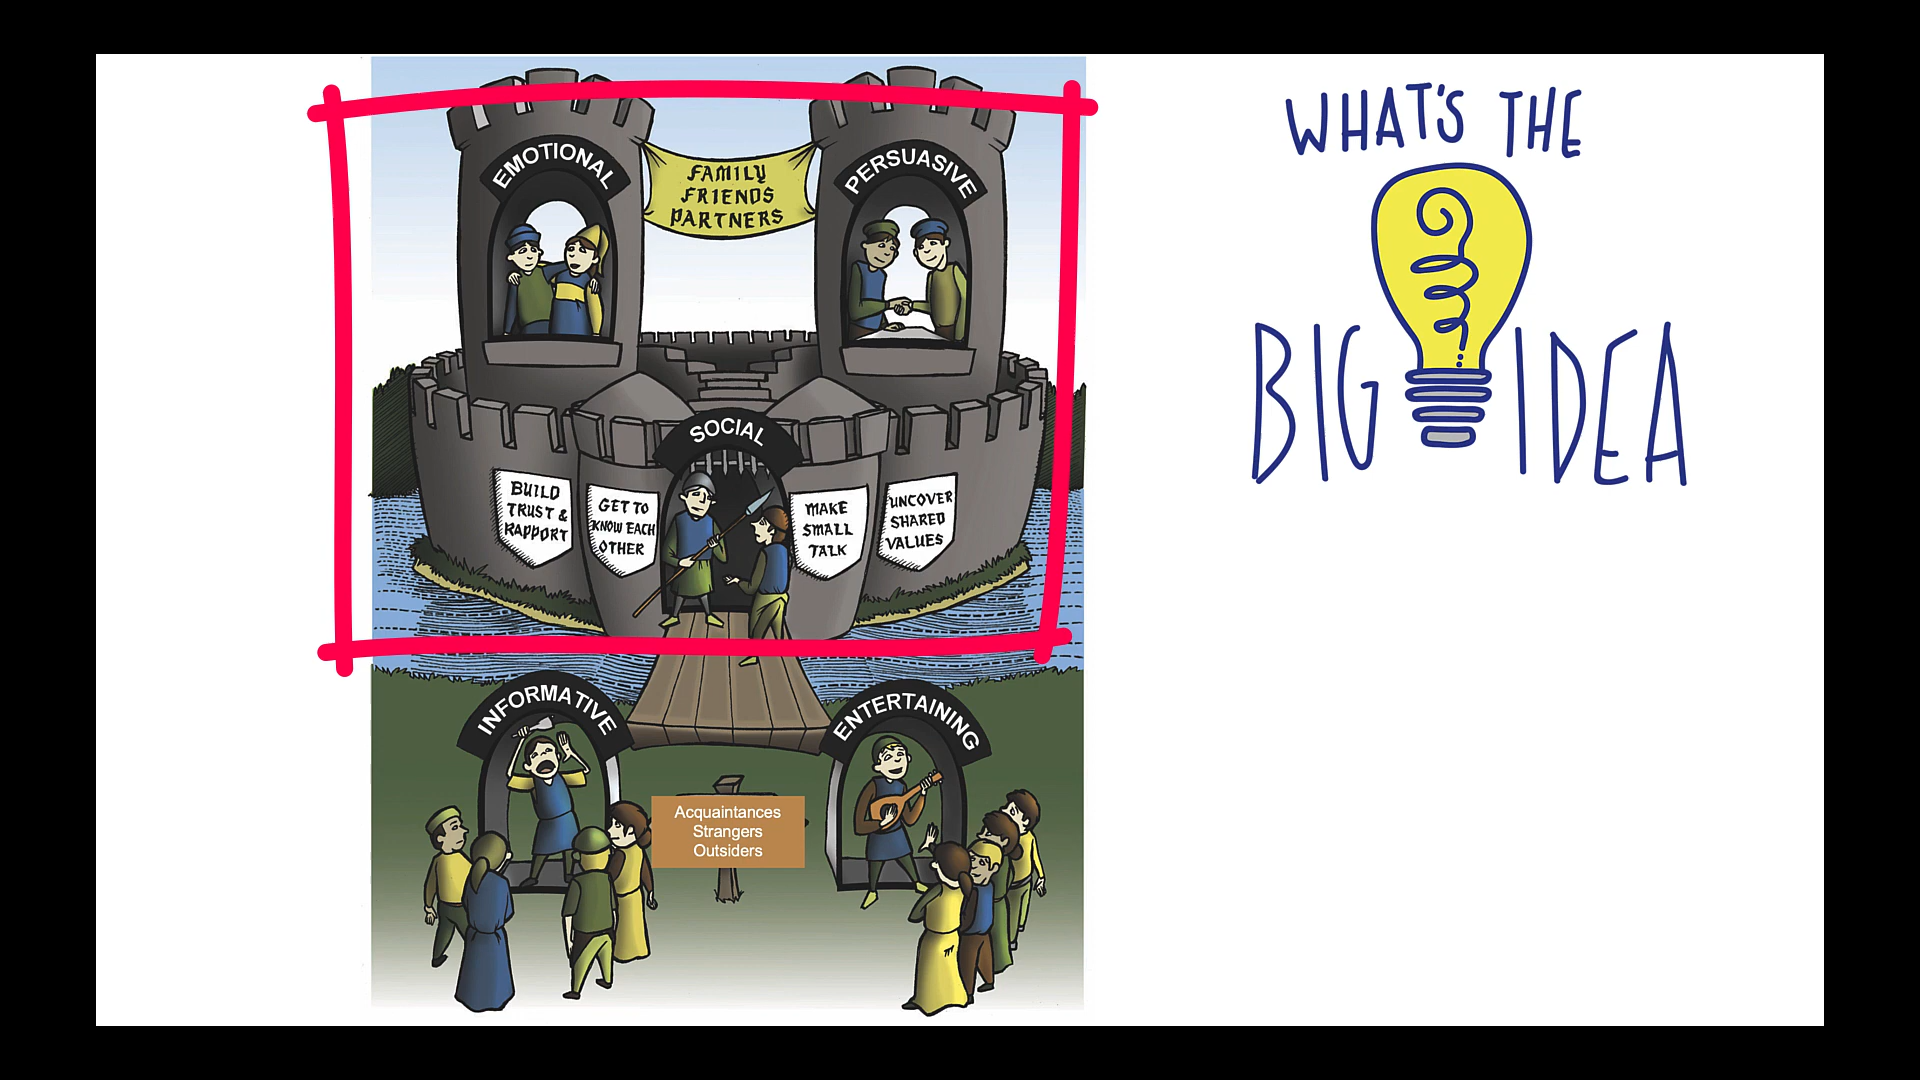 EMOTIONAL
FAMILY
FRIENDS
PARTNERS
PERSUASIVE
SOCIAL
BUILD
TRUST &
RAPPORT
GET TO
KNOW EACH
OTHER
MAKE
SMALL
TALK
UNCOVER
SHARED
VALUES
INFORMATIVE
ENTERTAINING
Acquaintances
Strangers
Outsiders
WHAT'S THE
BIG IDEA